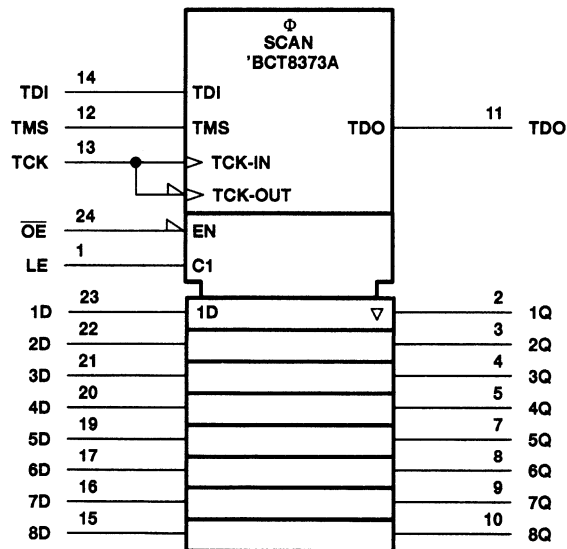 Φ
SCAN
'BCT8373A
TDI 14 TDI
TMS 12 TMS TDO 11 TDO
TCK 13 TCK-IN
TCK-OUT
OE 24 EN
LE 1 C1
1D 23 1D ▽ 2 1Q
2D 22 3 2Q
3D 21 4 3Q
4D 20 5 4Q
5D 19 7 5Q
6D 17 8 6Q
7D 16 9 7Q
8D 15 10 8Q